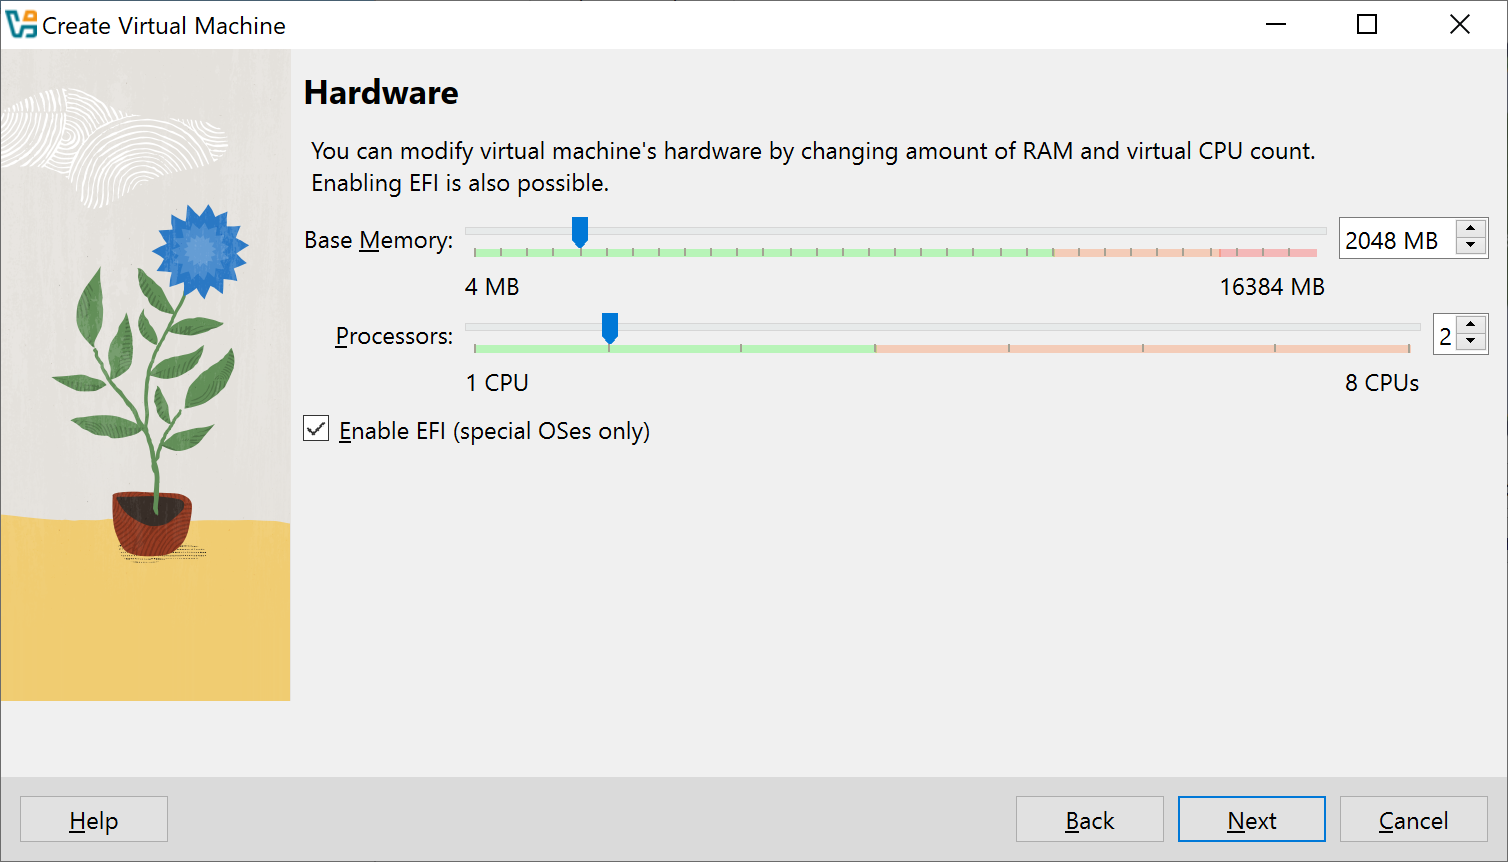 Create Virtual Machine
Hardware
You can modify virtual machine's hardware by changing amount of RAM and virtual CPU count.
Enabling EFI is also possible.
Base Memory:
2048 MB
4 MB
16384 MB
Processors:
2
1 CPU
8 CPUs
Enable EFI (special OSes only)
Help
Back
Next
Cancel